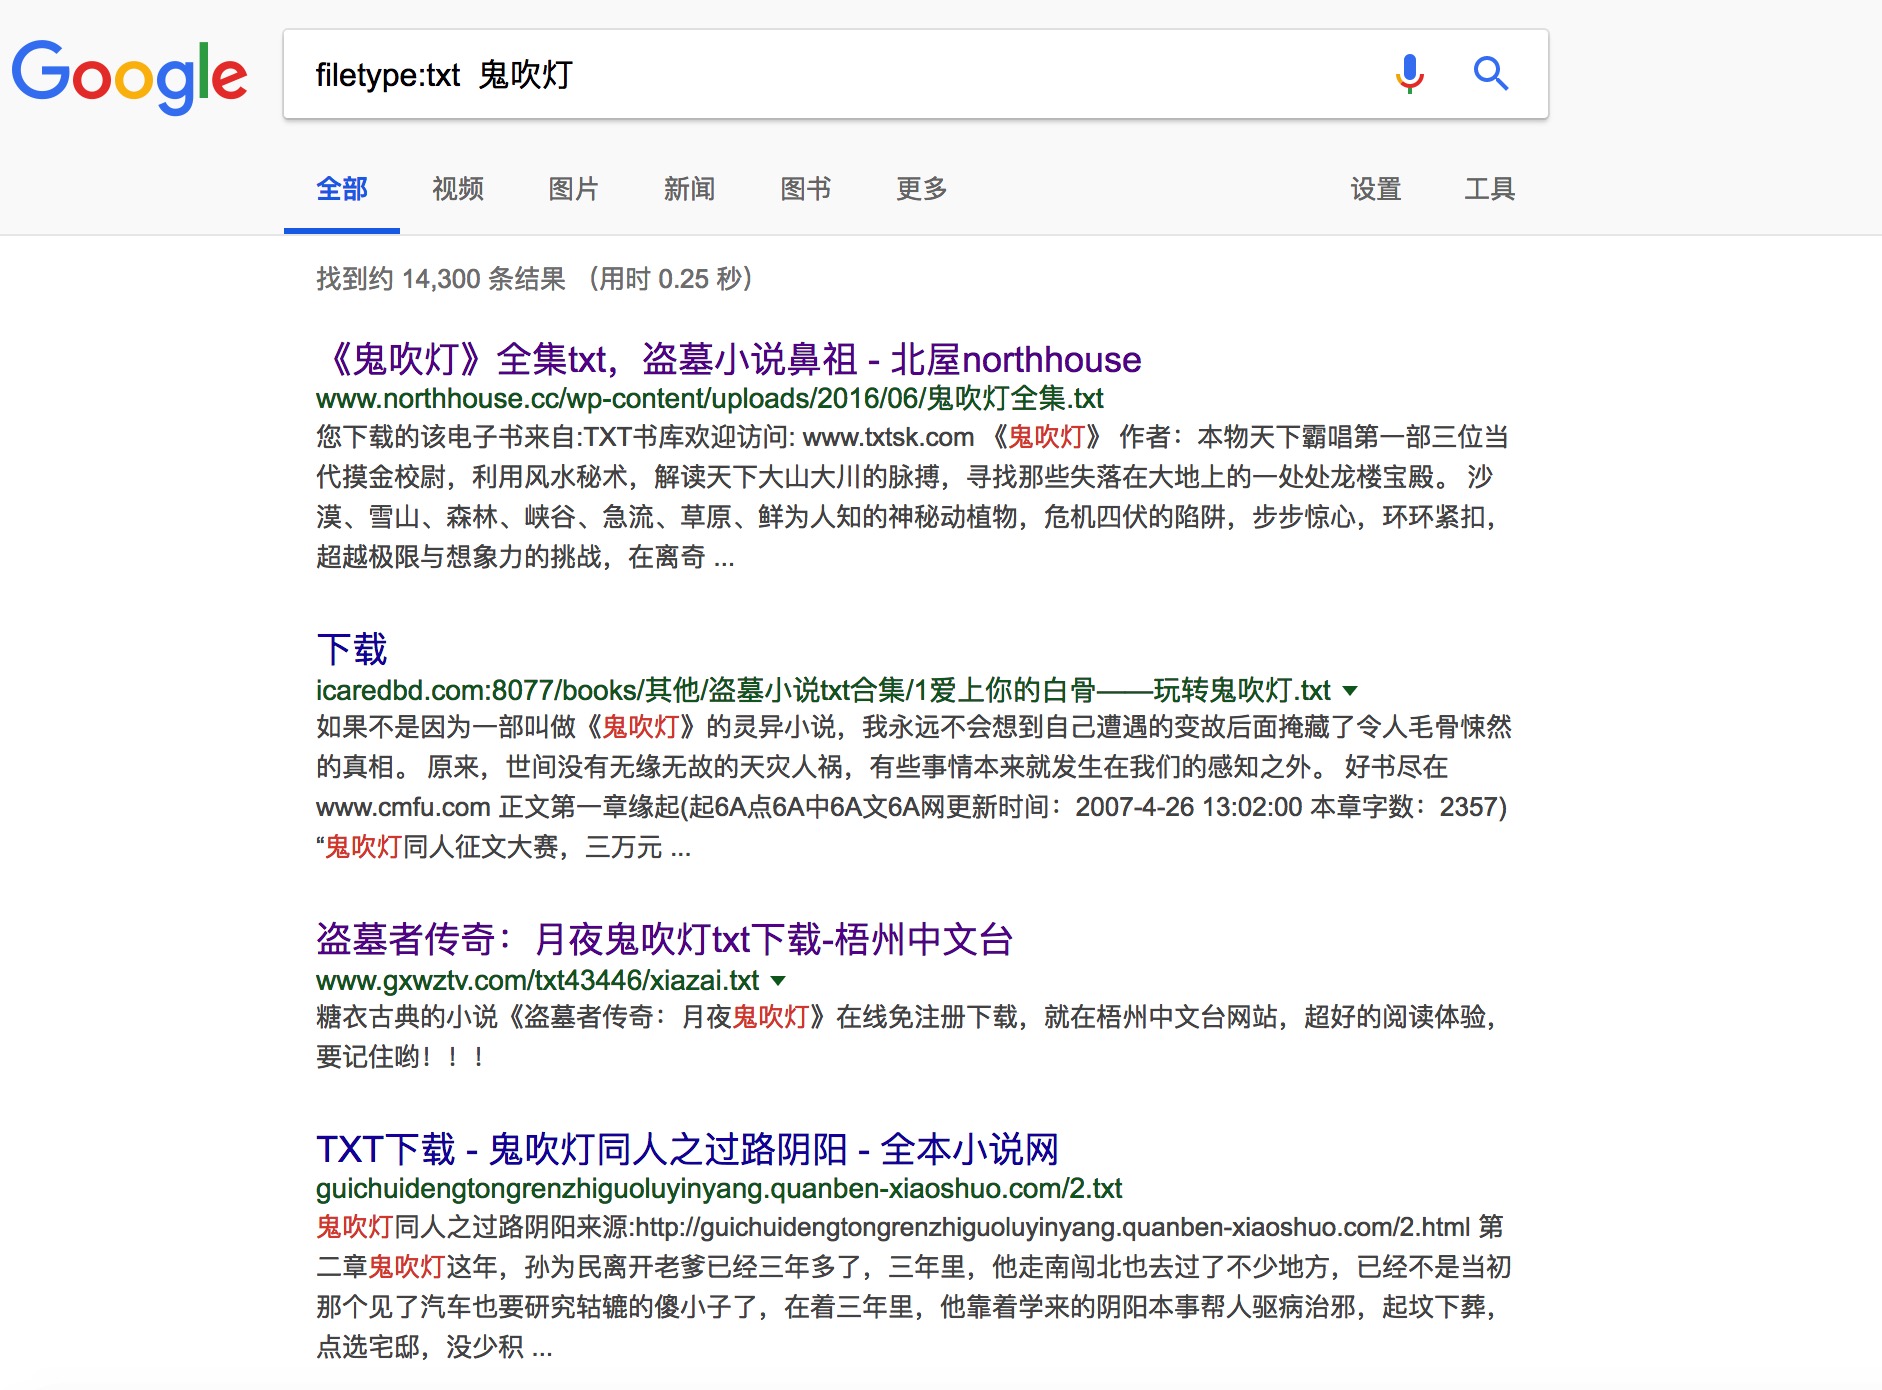 Google
filetype:txt 鬼吹灯
全部 视频 图片 新闻 图书 更多 设置 工具
找到约 14,300 条结果 （用时 0.25 秒）
《鬼吹灯》全集txt，盗墓小说鼻祖 - 北屋northhouse
www.northhouse.cc/wp-content/uploads/2016/06/鬼吹灯全集.txt
您下载的该电子书来自:TXT书库欢迎访问: www.txtsk.com 《鬼吹灯》 作者：本物天下霸唱第一部三位当
代摸金校尉，利用风水秘术，解读天下大山大川的脉搏，寻找那些失落在大地上的一处处龙楼宝殿。 沙
漠、雪山、森林、峡谷、急流、草原、鲜为人知的神秘动植物，危机四伏的陷阱，步步惊心，环环紧扣，
超越极限与想象力的挑战，在离奇 ...
下载
icaredbd.com:8077/books/其他/盗墓小说txt合集/1爱上你的白骨——玩转鬼吹灯.txt
如果不是因为一部叫做《鬼吹灯》的灵异小说，我永远不会想到自己遭遇的变故后面掩藏了令人毛骨悚然
的真相。 原来，世间没有无缘无故的天灾人祸，有些事情本来就发生在我们的感知之外。 好书尽在
www.cmfu.com 正文第一章缘起(起6A点6A中6A文6A网更新时间：2007-4-26 13:02:00 本章字数：2357)
“鬼吹灯同人征文大赛，三万元 ...
盗墓者传奇：月夜鬼吹灯txt下载-梧州中文台
www.gxwztv.com/txt43446/xiazai.txt
糖衣古典的小说《盗墓者传奇：月夜鬼吹灯》在线免注册下载，就在梧州中文台网站，超好的阅读体验，
要记住哟！！！
TXT下载 - 鬼吹灯同人之过路阴阳 - 全本小说网
guichuidengtongrenzhiguoluyinyang.quanben-xiaoshuo.com/2.txt
鬼吹灯同人之过路阴阳来源:http://guichuidengtongrenzhiguoluyinyang.quanben-xiaoshuo.com/2.html 第
二章鬼吹灯这年，孙为民离开老爹已经三年多了，三年里，他走南闯北也去过了不少地方，已经不是当初
那个见了汽车也要研究轱辘的傻小子了，在着三年里，他靠着学来的阴阳本事帮人驱病治邪，起坟下葬，
点选宅邸，没少积 ...